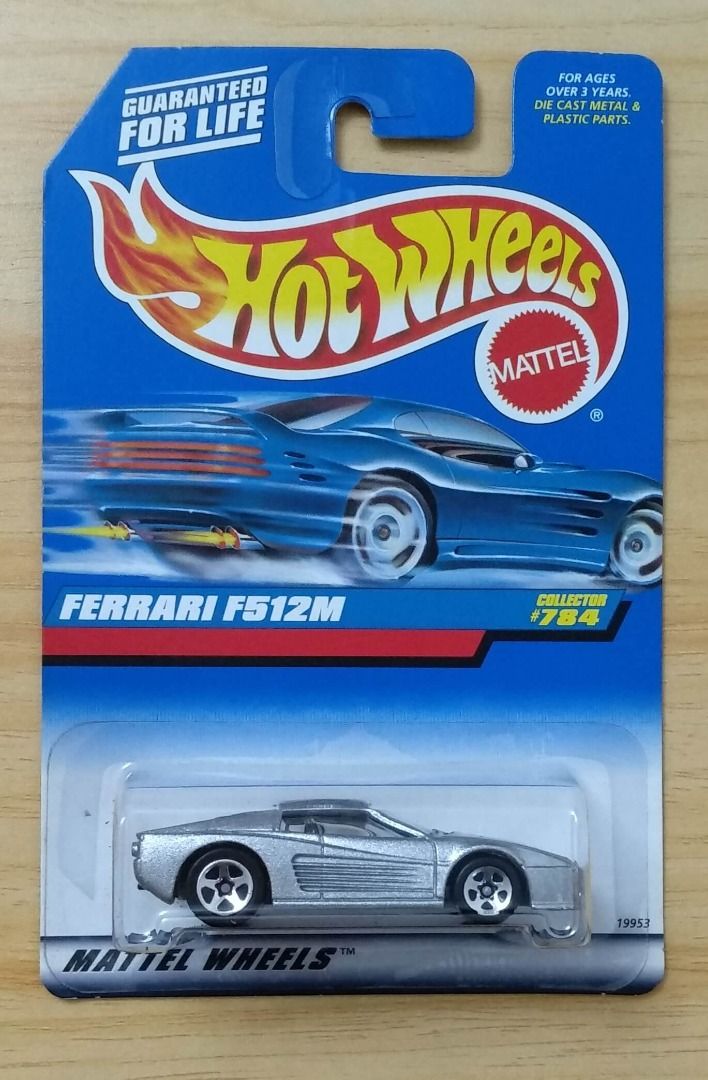 GUARANTEED
FOR LIFE
FOR AGES
OVER 3 YEARS.
DIE CAST METAL &
PLASTIC PARTS.
HOT WHEELS
MATTEL
®
FERRARI F512M
COLLECTOR
#784
19953
MATTEL WHEELS™